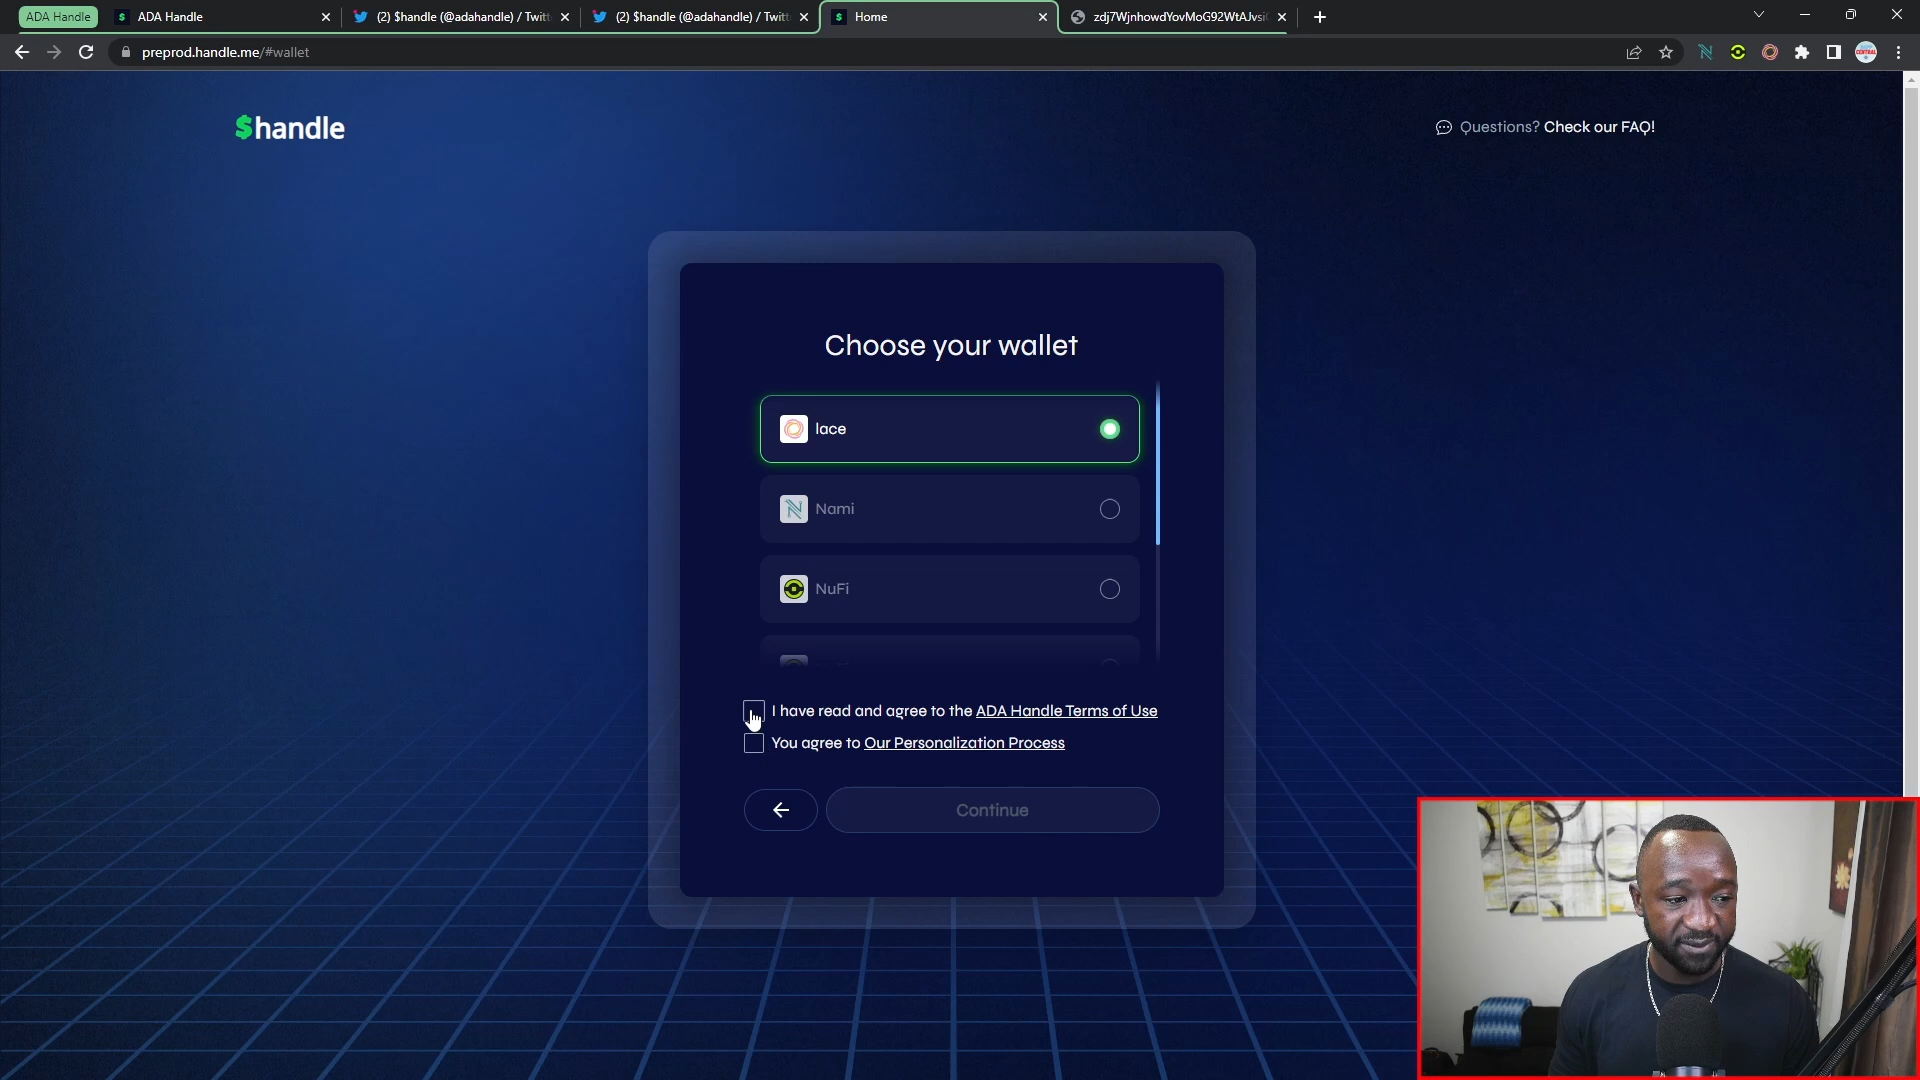 ADA Handle
ADA Handle
(2) $handle (@adahandle) / Twitt
(2) $handle (@adahandle) / Twitt
Home
preprod.handle.me/#wallet
$handle
Questions? Check our FAQ!
Choose your wallet
lace
Nami
NuFi
I have read and agree to the ADA Handle Terms of Use
You agree to Our Personalization Process
Continue